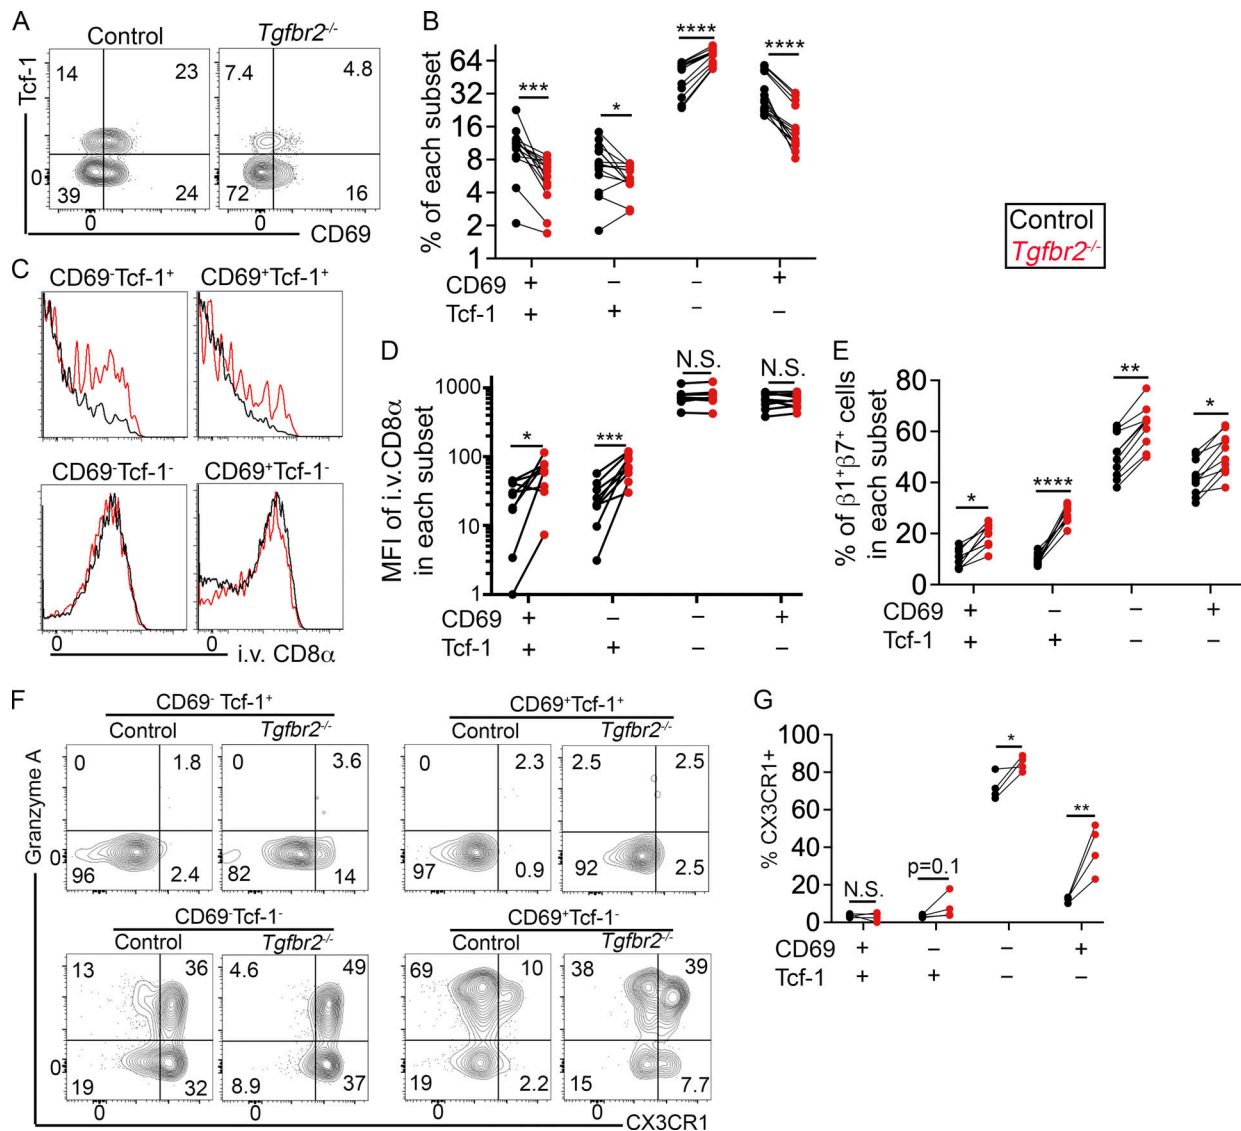 A
Control
Tgfbr2-/-
Tcf-1
14
23
7.4
4.8
0
39
24
72
16
0
0
CD69
B
% of each subset
64
32
16
8
4
2
1
***
*
****
****
CD69 + − − +
Tcf-1 + + − −
Control
Tgfbr2-/-
C
CD69-Tcf-1+
CD69+Tcf-1+
CD69-Tcf-1-
CD69+Tcf-1-
0
0
i.v. CD8α
D
MFI of i.v.CD8α
in each subset
1000
100
10
1
*
***
N.S.
N.S.
CD69 + − − +
Tcf-1 + + − −
E
% of β1+β7+ cells
in each subset
80
60
40
20
0
*
****
**
*
CD69 + − − +
Tcf-1 + + − −
F
CD69- Tcf-1+
CD69+Tcf-1+
Control
Tgfbr2-/-
Control
Tgfbr2-/-
Granzyme A
0
1.8
0
3.6
0
2.3
2.5
2.5
0
96
2.4
82
14
97
0.9
92
2.5
CD69-Tcf-1-
CD69+Tcf-1-
Control
Tgfbr2-/-
Control
Tgfbr2-/-
13
36
4.6
49
69
10
38
39
0
19
32
8.9
37
19
2.2
15
7.7
0
0
0
0
CX3CR1
G
% CX3CR1+
100
80
60
40
20
0
N.S.
p=0.1
*
**
CD69 + − − +
Tcf-1 + + − −